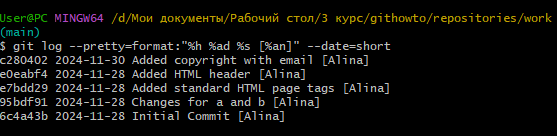 User@PC MINGW64 /d/Мои документы/Рабочий стол/3 курс/githowto/repositories/work
(main)
$ git log --pretty=format:"%h %ad %s [%an]" --date=short
c280402 2024-11-30 Added copyright with email [Alina]
e0eabf4 2024-11-28 Added HTML header [Alina]
e7bdd29 2024-11-28 Added standard HTML page tags [Alina]
95bdf91 2024-11-28 Changes for a and b [Alina]
6c4a43b 2024-11-28 Initial Commit [Alina]